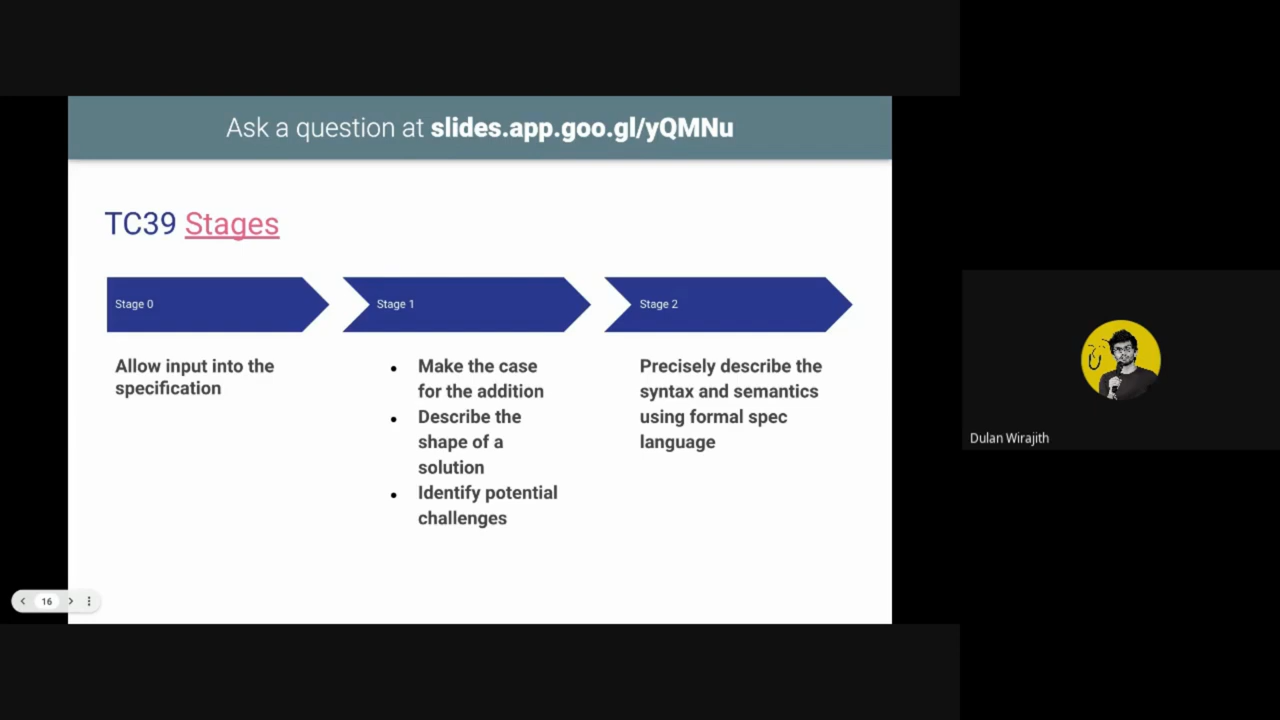 Ask a question at slides.app.goo.gl/yQMNu
TC39 Stages
Stage 0
Allow input into the
specification
Stage 1
Make the case
for the addition
Describe the
shape of a
solution
Identify potential
challenges
Stage 2
Precisely describe the
syntax and semantics
using formal spec
language
16
Dulan Wirajith